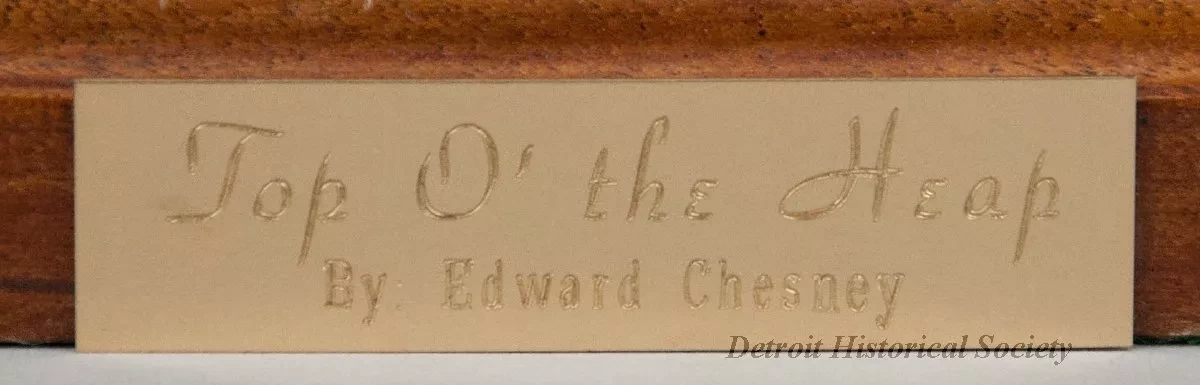 Top O' the Heap
By: Edward Chesney
Detroit Historical Society